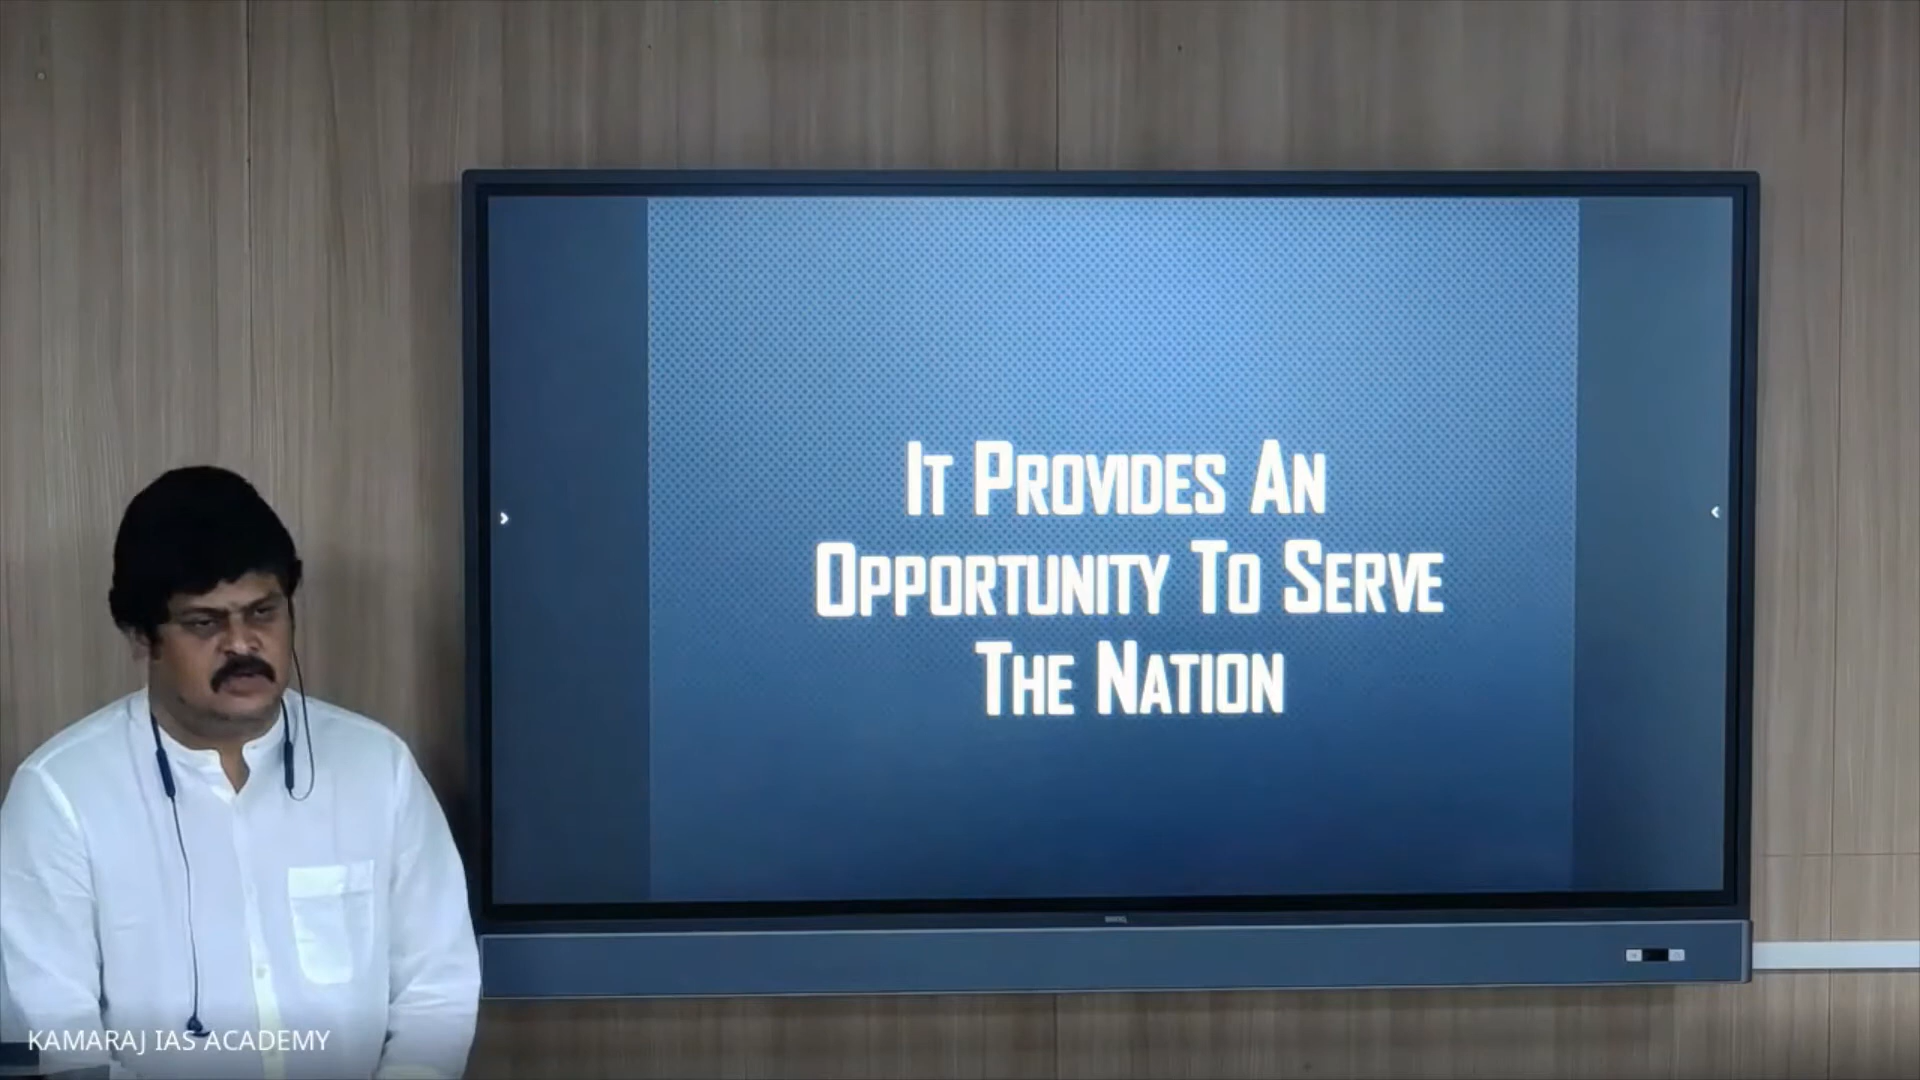 It Provides An
Opportunity To Serve
The Nation
KAMARAJ IAS ACADEMY